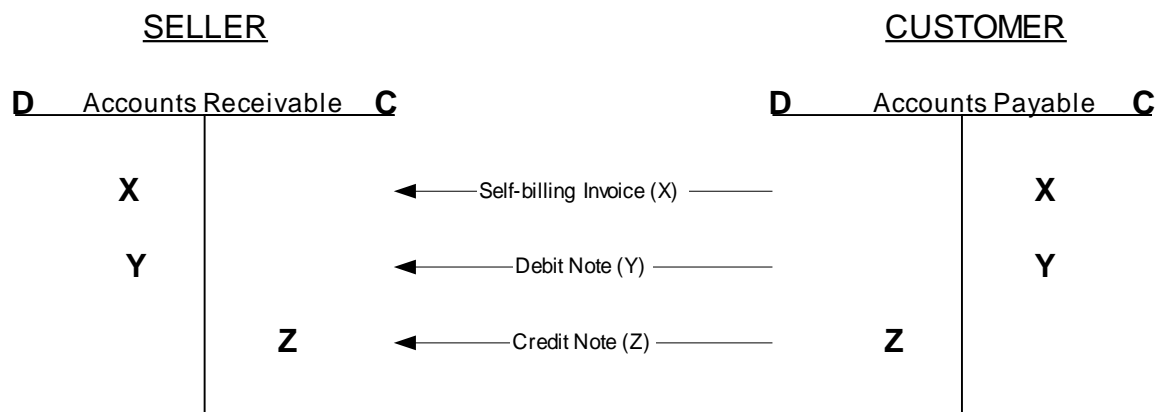 SELLER CUSTOMER
D Accounts Receivable C D Accounts Payable C
X Self-billing Invoice (X) X
Y Debit Note (Y) Y
Z Credit Note (Z) Z